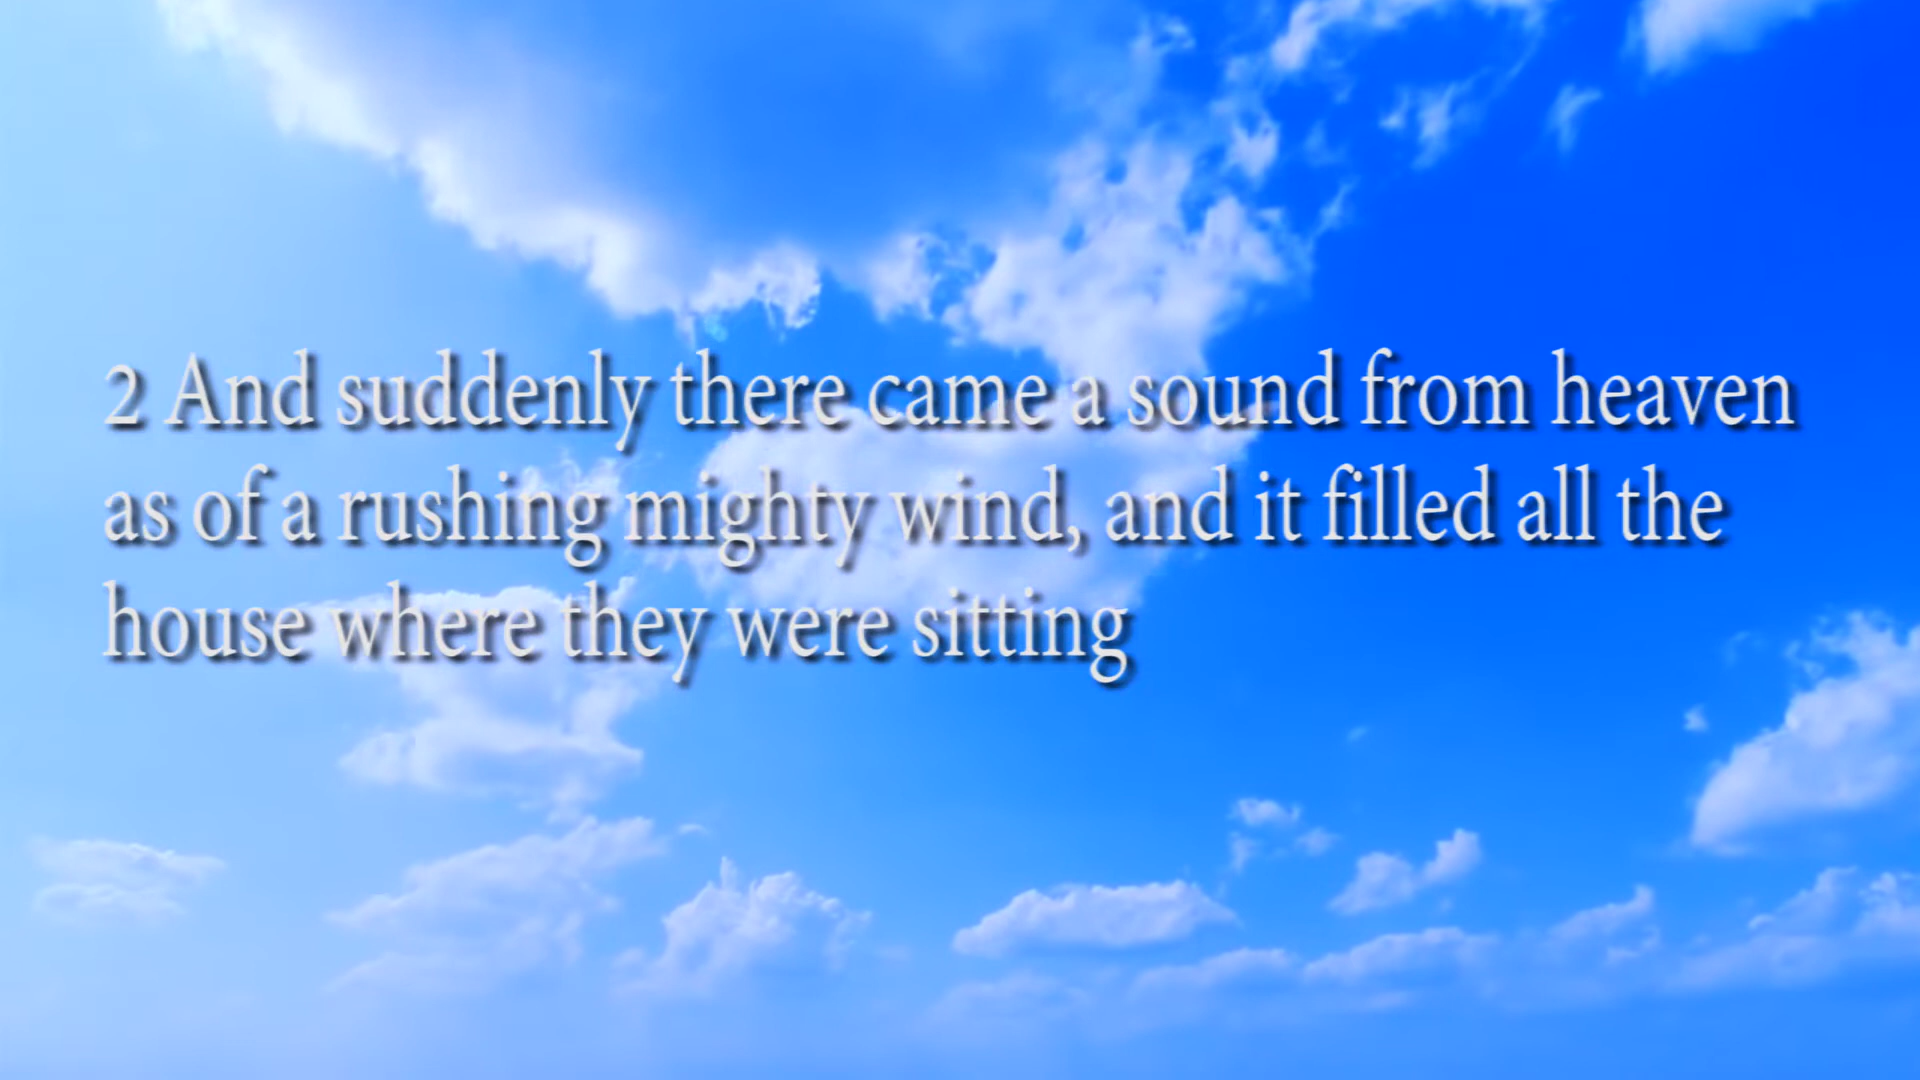 2 And suddenly there came a sound from heaven
as of a rushing mighty wind, and it filled all the
house where they were sitting